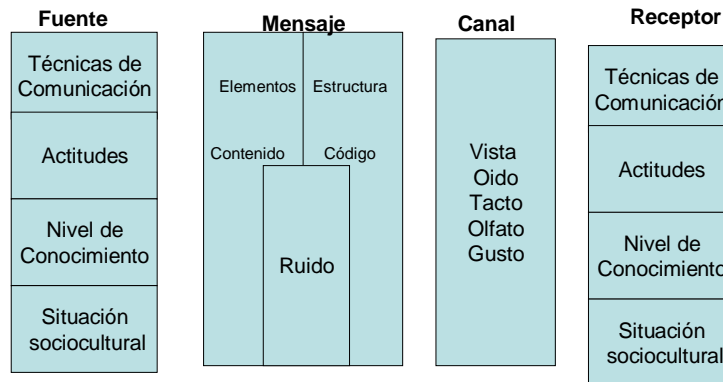 Fuente
Técnicas de
Comunicación
Actitudes
Nivel de
Conocimiento
Situación
sociocultural
Mensaje
Elementos
Estructura
Contenido
Código
Ruido
Canal
Vista
Oido
Tacto
Olfato
Gusto
Receptor
Técnicas de
Comunicación
Actitudes
Nivel de
Conocimiento
Situación
sociocultural